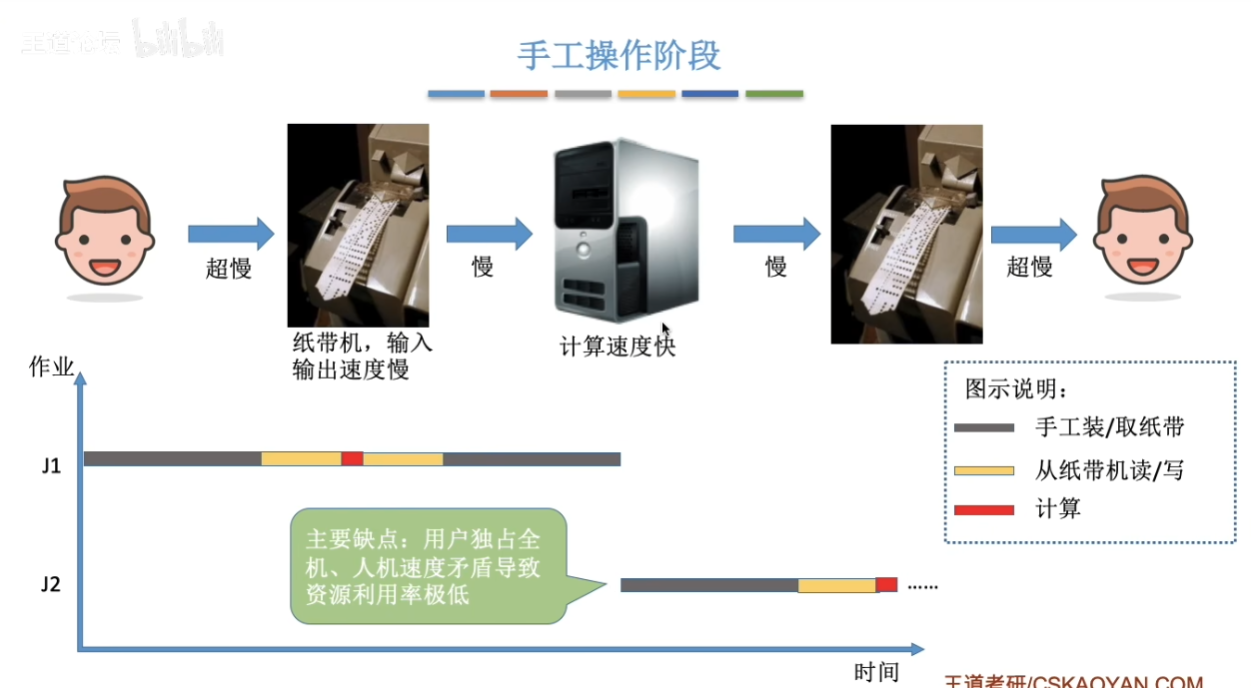 王道论坛 bilibili
手工操作阶段
超慢
慢
慢
超慢
纸带机，输入
输出速度慢
计算速度快
作业
图示说明：
手工装/取纸带
从纸带机读/写
计算
J1
主要缺点：用户独占全
机、人机速度矛盾导致
资源利用率极低
J2
......
时间
王道考研/CSKAOYAN.COM